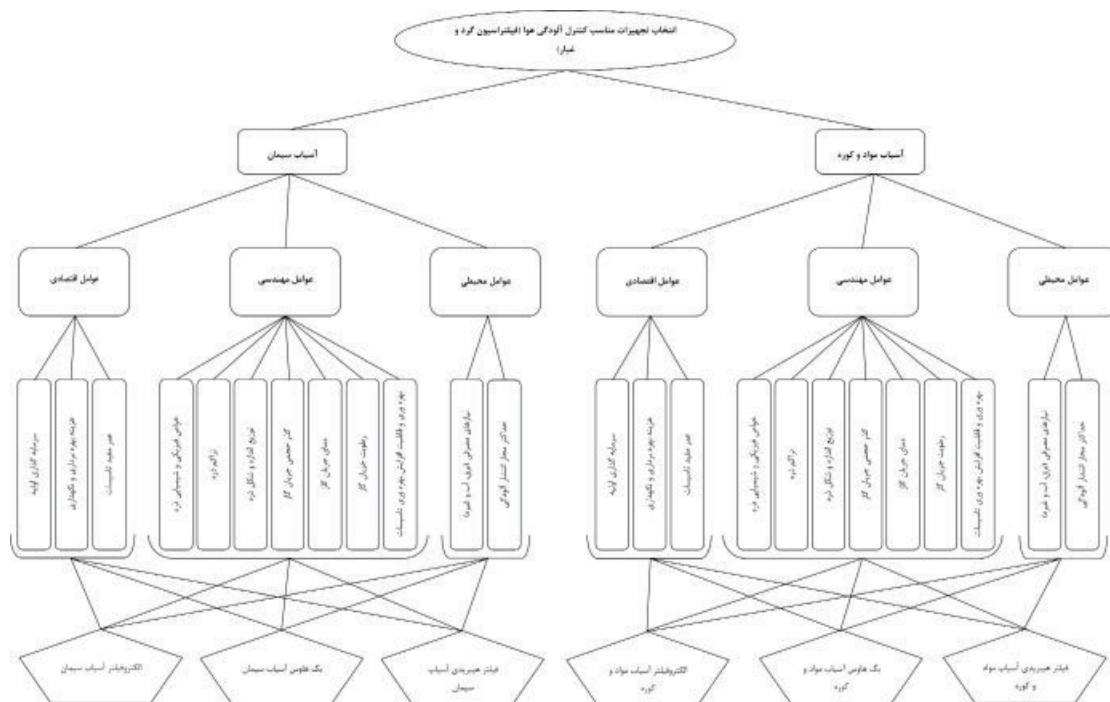 انتخاب تجهیزات مناسب کنترل آلودگی هوا (فیلتراسیون گرد و
غبار)
آسیاب مواد و کوره
آسیاب سیمان
عوامل محیطی
عوامل مهندسی
عوامل اقتصادی
عوامل محیطی
عوامل مهندسی
عوامل اقتصادی
حداکثر مجاز انتشار آلودگی
نیازهای مصرفی (برق، آب و غیره)
بهره وری و قابلیت افزایش بهره وری تاسیسات
رطوبت جریان گاز
دمای جریان گاز
گذر حجمی جریان گاز
توزیع اندازه و شکل ذره
تراکم ذره
خواص فیزیکی و شیمیایی ذره
عمر مفید تاسیسات
هزینه بهره برداری و نگهداری
سرمایه گذاری اولیه
حداکثر مجاز انتشار آلودگی
نیازهای مصرفی (برق، آب و غیره)
بهره وری و قابلیت افزایش بهره وری تاسیسات
رطوبت جریان گاز
دمای جریان گاز
گذر حجمی جریان گاز
توزیع اندازه و شکل ذره
تراکم ذره
خواص فیزیکی و شیمیایی ذره
عمر مفید تاسیسات
هزینه بهره برداری و نگهداری
سرمایه گذاری اولیه
فیلتر هیبریدی آسیاب مواد
و کوره
بگ هاوس آسیاب مواد و
کوره
الکتروفیلتر آسیاب مواد و
کوره
فیلتر هیبریدی آسیاب
سیمان
بگ هاوس آسیاب سیمان
الکتروفیلتر آسیاب سیمان